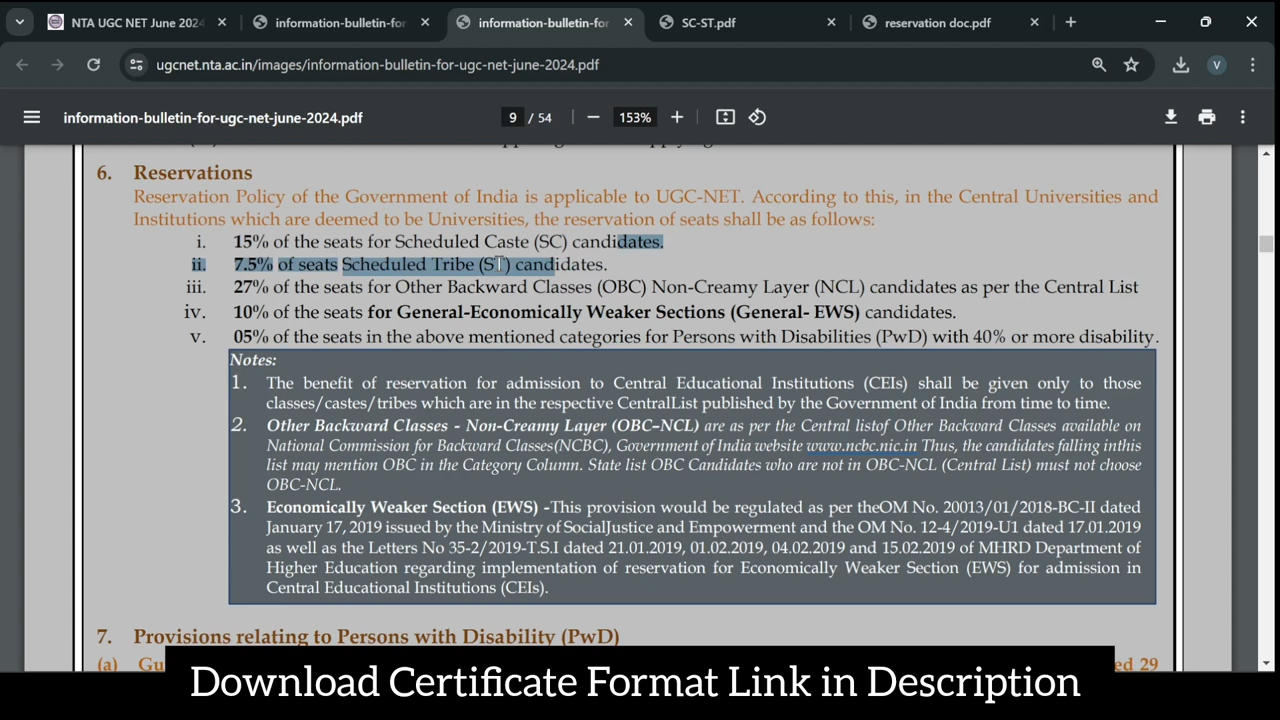 NTA UGC NET June 2024
information-bulletin-for
information-bulletin-for
SC-ST.pdf
reservation doc.pdf
ugcnet.nta.ac.in/images/information-bulletin-for-ugc-net-june-2024.pdf
V
information-bulletin-for-ugc-net-june-2024.pdf
9 / 54
153%
6. Reservations
Reservation Policy of the Government of India is applicable to UGC-NET. According to this, in the Central Universities and
Institutions which are deemed to be Universities, the reservation of seats shall be as follows:
i. 15% of the seats for Scheduled Caste (SC) candidates.
ii. 7.5% of seats Scheduled Tribe (ST) candidates.
iii. 27% of the seats for Other Backward Classes (OBC) Non-Creamy Layer (NCL) candidates as per the Central List
iv. 10% of the seats for General-Economically Weaker Sections (General- EWS) candidates.
v. 05% of the seats in the above mentioned categories for Persons with Disabilities (PwD) with 40% or more disability.
Notes:
1. The benefit of reservation for admission to Central Educational Institutions (CEIs) shall be given only to those
classes/castes/tribes which are in the respective CentralList published by the Government of India from time to time.
2. Other Backward Classes - Non-Creamy Layer (OBC–NCL) are as per the Central listof Other Backward Classes available on
National Commission for Backward Classes(NCBC), Government of India website www.ncbc.nic.in Thus, the candidates falling inthis
list may mention OBC in the Category Column. State list OBC Candidates who are not in OBC-NCL (Central List) must not choose
OBC-NCL.
3. Economically Weaker Section (EWS) -This provision would be regulated as per theOM No. 20013/01/2018-BC-II dated
January 17, 2019 issued by the Ministry of SocialJustice and Empowerment and the OM No. 12-4/2019-U1 dated 17.01.2019
as well as the Letters No 35-2/2019-T.S.I dated 21.01.2019, 01.02.2019, 04.02.2019 and 15.02.2019 of MHRD Department of
Higher Education regarding implementation of reservation for Economically Weaker Section (EWS) for admission in
Central Educational Institutions (CEIs).
7. Provisions relating to Persons with Disability (PwD)
(a) Gu
ed 29
Download Certificate Format Link in Description